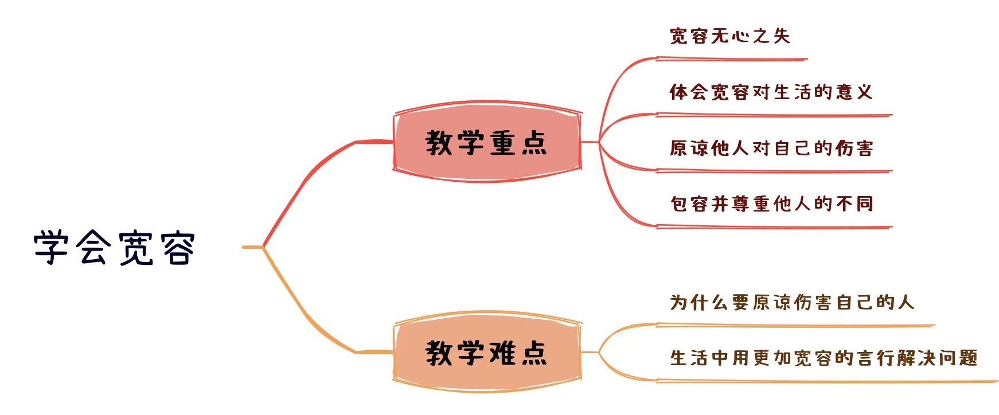 学会宽容
教学重点
宽容无心之失
体会宽容对生活的意义
原谅他人对自己的伤害
包容并尊重他人的不同
教学难点
为什么要原谅伤害自己的人
生活中用更加宽容的言行解决问题